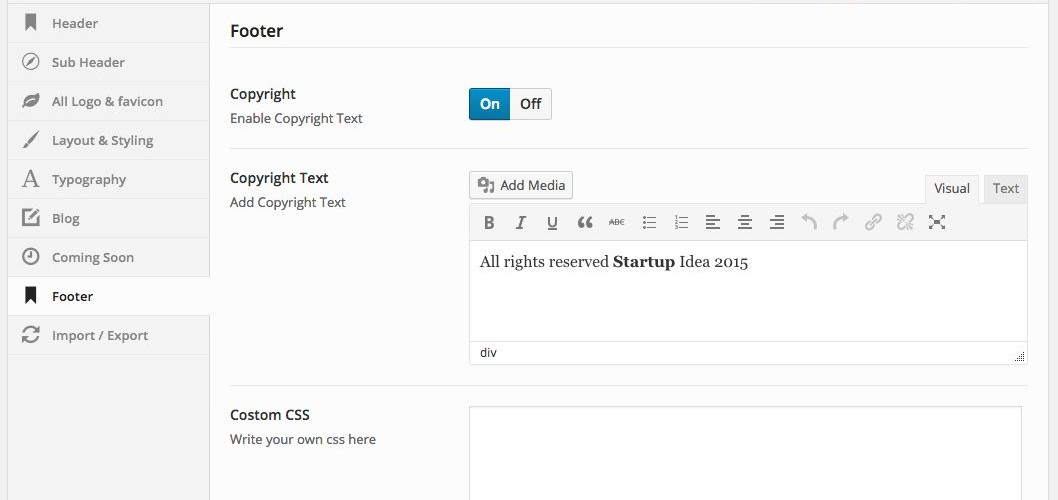 Header
Sub Header
All Logo & favicon
Layout & Styling
Typography
Blog
Coming Soon
Footer
Import / Export
Footer
Copyright
Enable Copyright Text
On Off
Copyright Text
Add Copyright Text
Add Media
Visual Text
B I U ABC
All rights reserved Startup Idea 2015
div
Costom CSS
Write your own css here